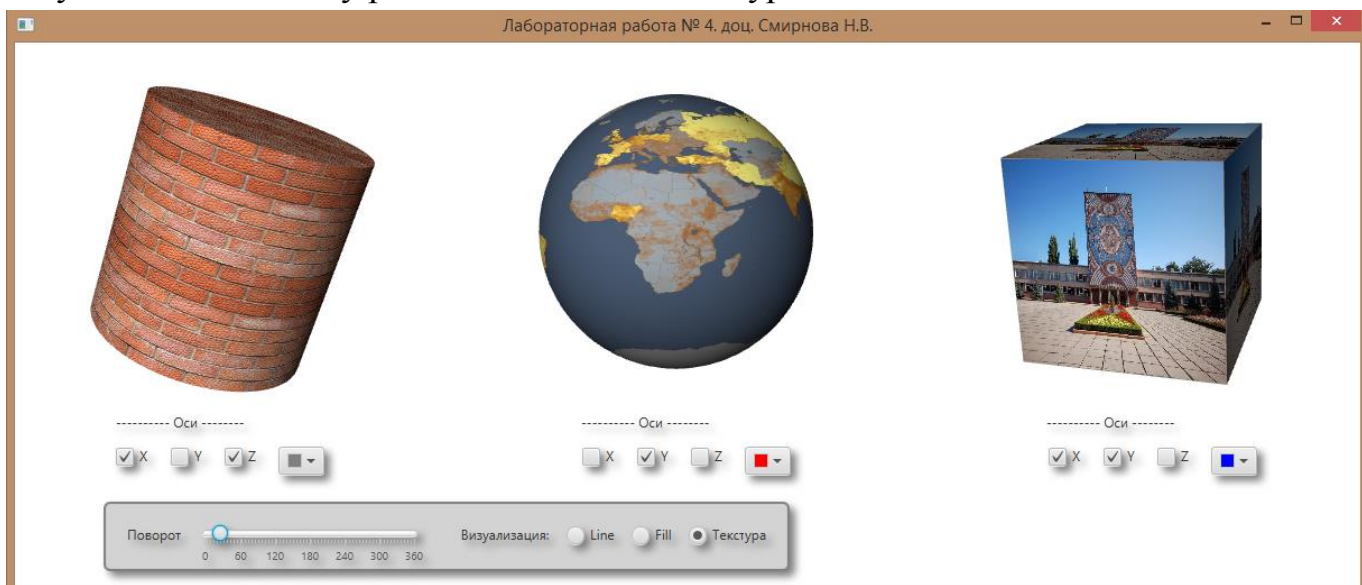 Лабораторная работа № 4. доц. Смирнова Н.В.
---------- Оси --------
X Y Z
---------- Оси --------
X Y Z
---------- Оси --------
X Y Z
Поворот
0 60 120 180 240 300 360
Визуализация: Line Fill Текстура